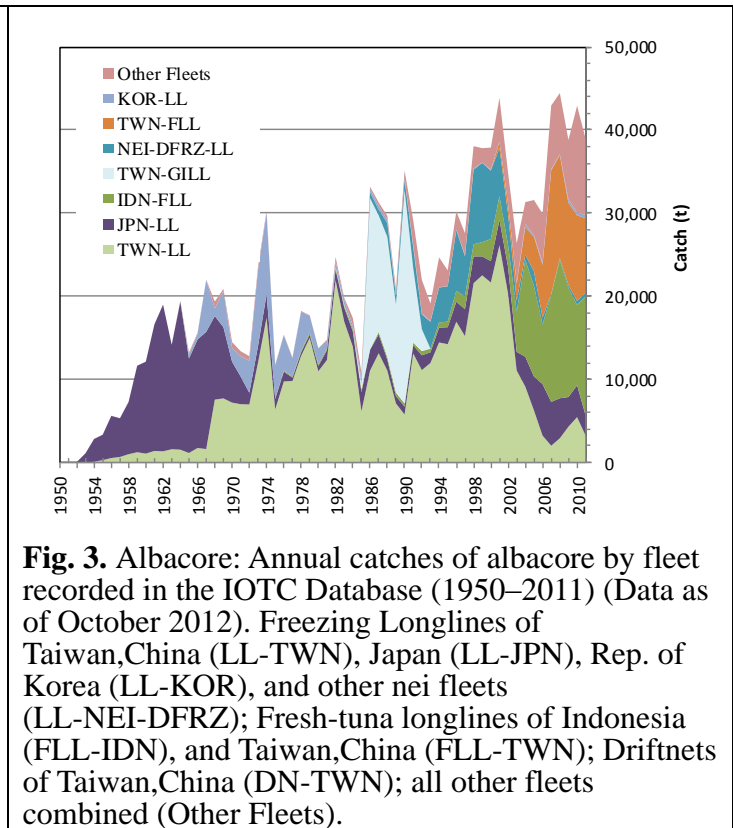 50,000
Other Fleets
KOR-LL
TWN-FLL
NEI-DFRZ-LL
TWN-GILL
IDN-FLL
JPN-LL
TWN-LL
40,000
30,000
20,000
10,000
0
Catch (t)
1950
1954
1958
1962
1966
1970
1974
1978
1982
1986
1990
1994
1998
2002
2006
2010
Fig. 3. Albacore: Annual catches of albacore by fleet
recorded in the IOTC Database (1950–2011) (Data as
of October 2012). Freezing Longlines of
Taiwan,China (LL-TWN), Japan (LL-JPN), Rep. of
Korea (LL-KOR), and other nei fleets
(LL-NEI-DFRZ); Fresh-tuna longlines of Indonesia
(FLL-IDN), and Taiwan,China (FLL-TWN); Driftnets
of Taiwan,China (DN-TWN); all other fleets
combined (Other Fleets).